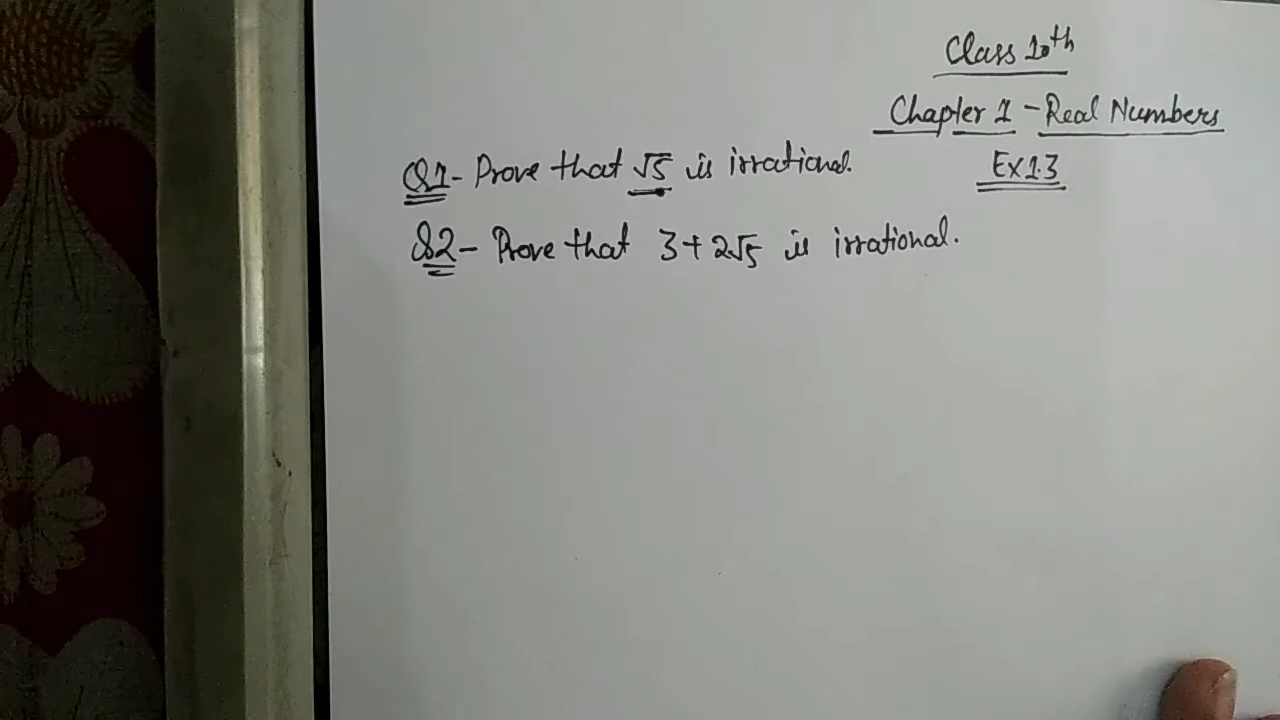 Class 10th
Chapter 1 - Real Numbers
Ex 1.3
Q1- Prove that √5 is irrational.
Q2- Prove that 3+2√5 is irrational.